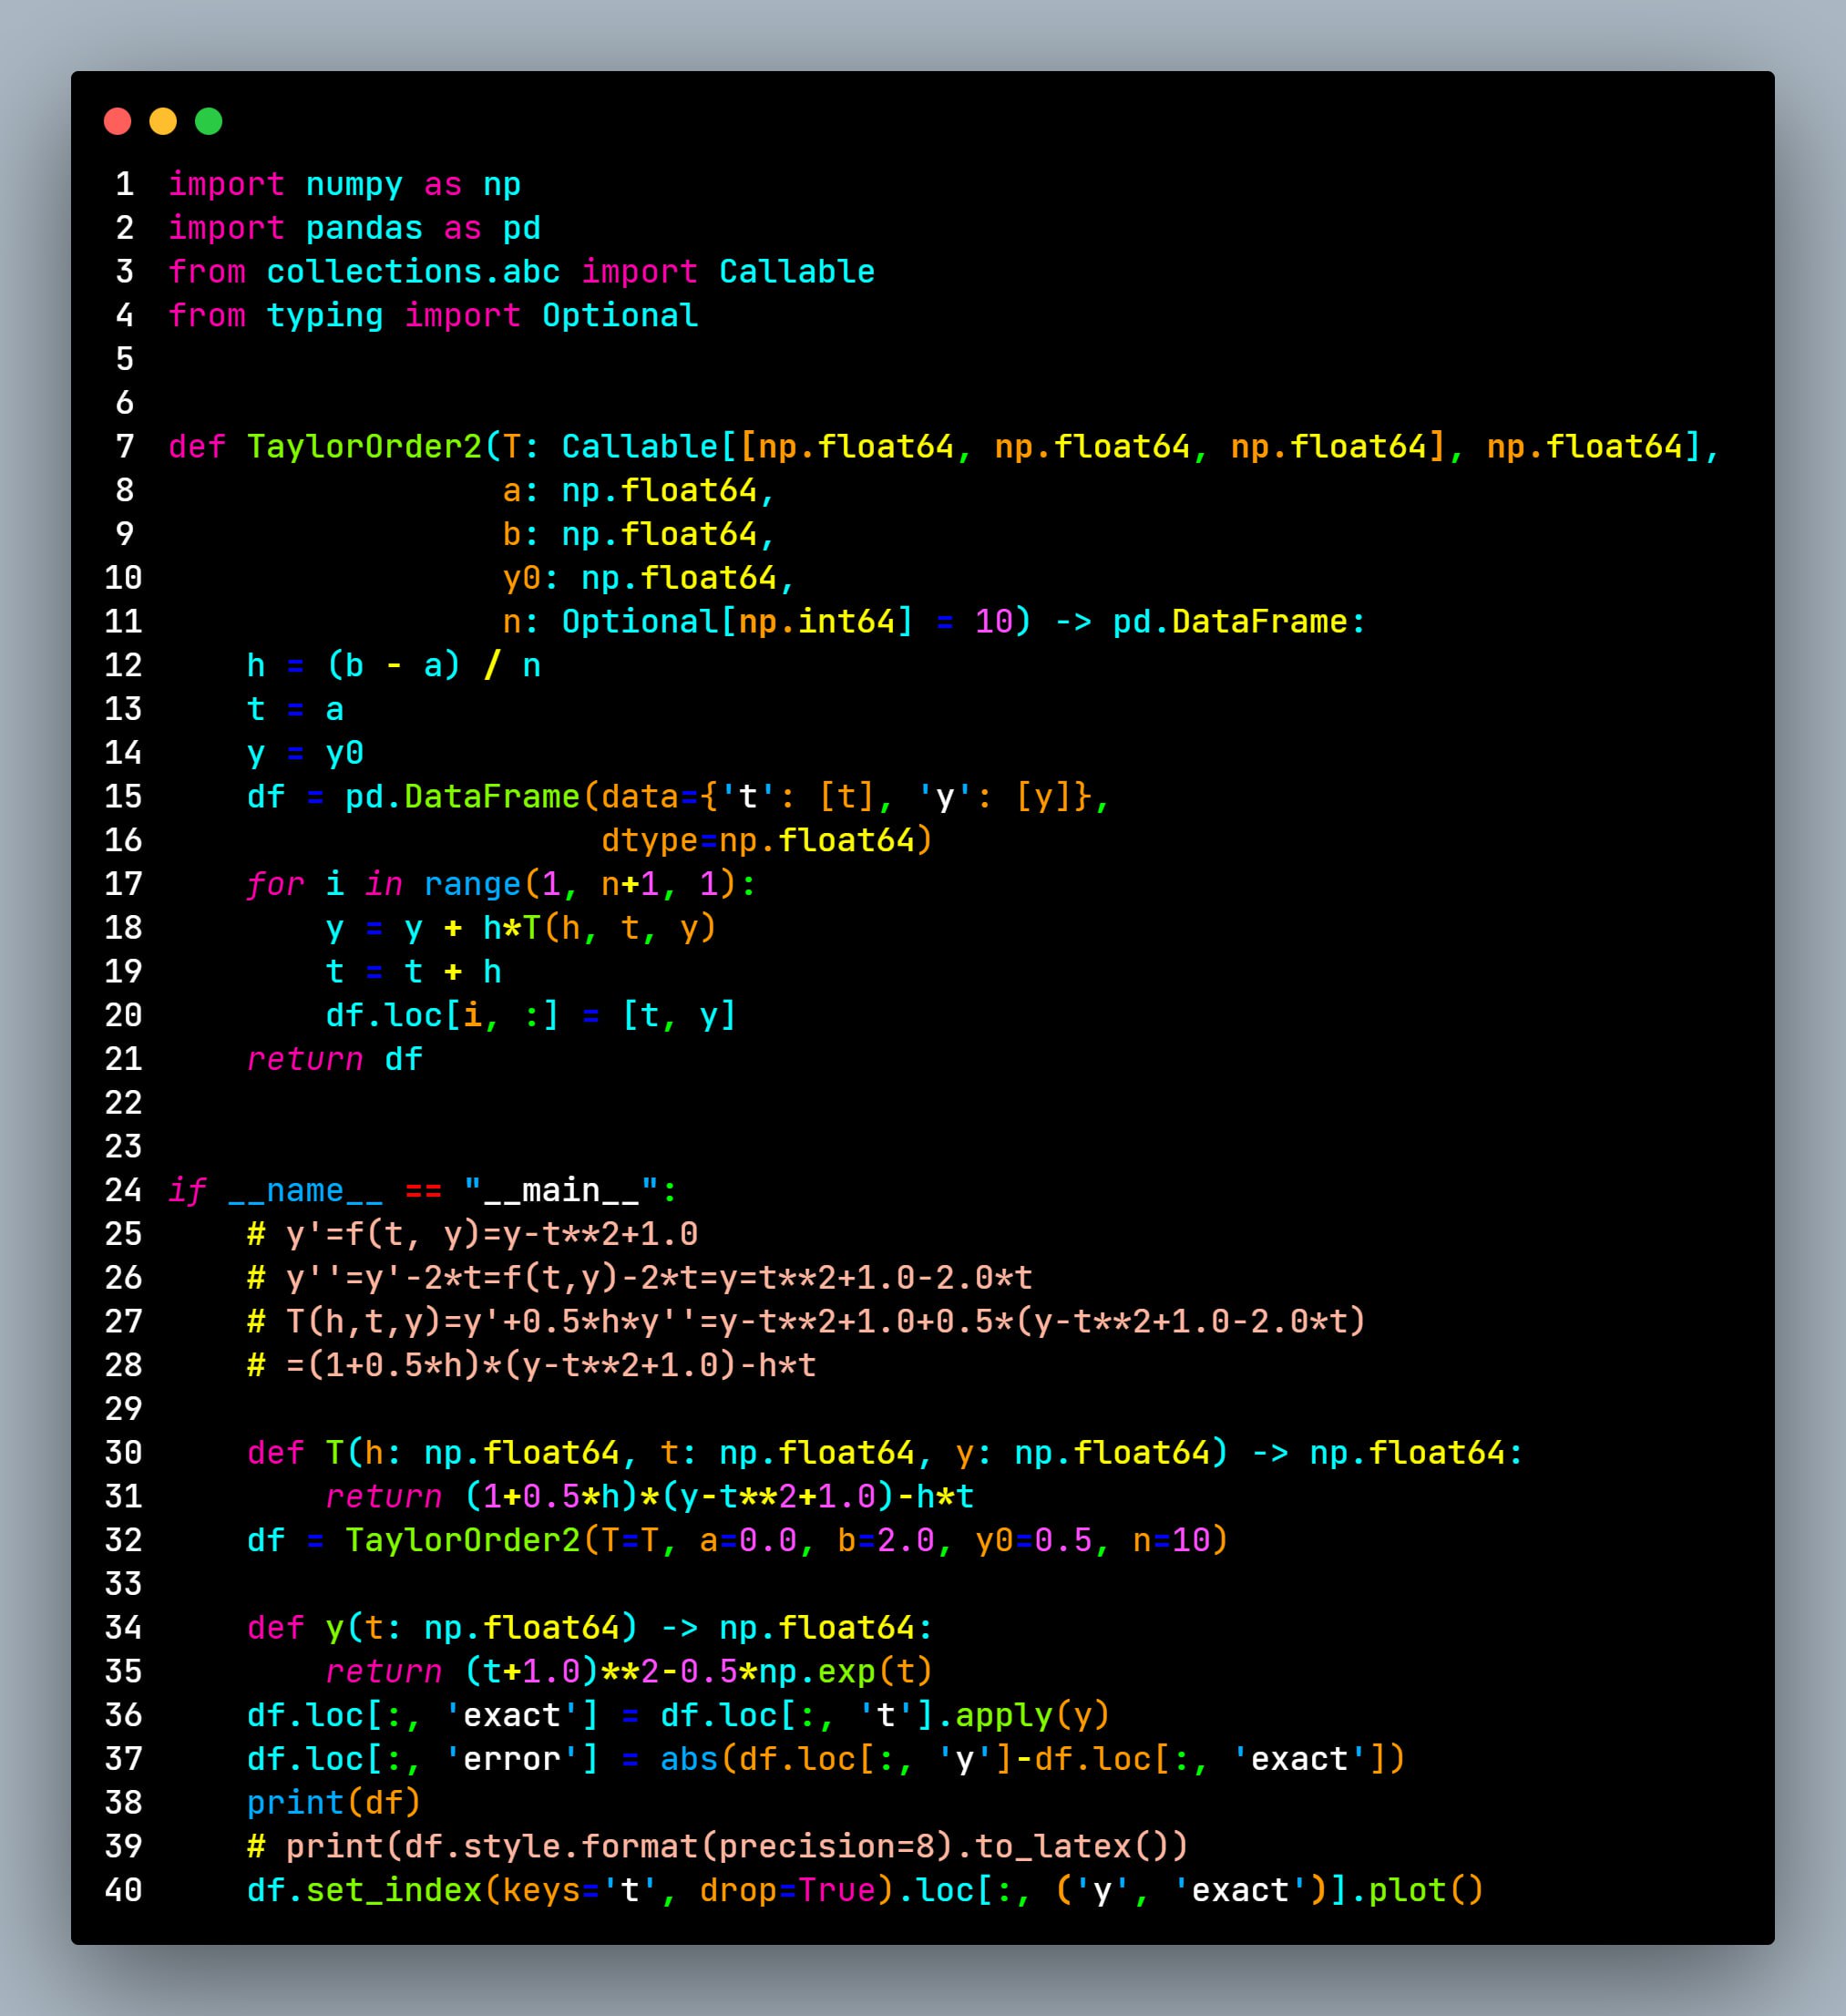 1 import numpy as np
2 import pandas as pd
3 from collections.abc import Callable
4 from typing import Optional
5
6
7 def TaylorOrder2(T: Callable[[np.float64, np.float64, np.float64], np.float64],
8                  a: np.float64,
9                  b: np.float64,
10                  y0: np.float64,
11                  n: Optional[np.int64] = 10) -> pd.DataFrame:
12     h = (b - a) / n
13     t = a
14     y = y0
15     df = pd.DataFrame(data={'t': [t], 'y': [y]},
16                       dtype=np.float64)
17     for i in range(1, n+1, 1):
18         y = y + h*T(h, t, y)
19         t = t + h
20         df.loc[i, :] = [t, y]
21     return df
22
23
24 if __name__ == "__main__":
25     # y'=f(t, y)=y-t**2+1.0
26     # y''=y'-2*t=f(t,y)-2*t=y=t**2+1.0-2.0*t
27     # T(h,t,y)=y'+0.5*h*y''=y-t**2+1.0+0.5*(y-t**2+1.0-2.0*t)
28     # =(1+0.5*h)*(y-t**2+1.0)-h*t
29
30     def T(h: np.float64, t: np.float64, y: np.float64) -> np.float64:
31         return (1+0.5*h)*(y-t**2+1.0)-h*t
32     df = TaylorOrder2(T=T, a=0.0, b=2.0, y0=0.5, n=10)
33
34     def y(t: np.float64) -> np.float64:
35         return (t+1.0)**2-0.5*np.exp(t)
36     df.loc[:, 'exact'] = df.loc[:, 't'].apply(y)
37     df.loc[:, 'error'] = abs(df.loc[:, 'y']-df.loc[:, 'exact'])
38     print(df)
39     # print(df.style.format(precision=8).to_latex())
40     df.set_index(keys='t', drop=True).loc[:, ('y', 'exact')].plot()